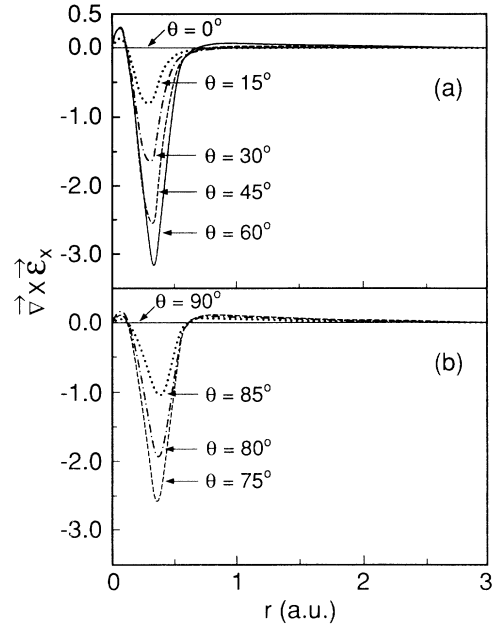 0.5
θ = 0°
0.0
θ = 15°
(a)
-1.0
θ = 30°
-2.0
θ = 45°
θ = 60°
-3.0
∇⃗ x ε⃗ₓ
θ = 90°
0.0
(b)
-1.0
θ = 85°
θ = 80°
-2.0
θ = 75°
-3.0
0 1 2 3
r (a.u.)